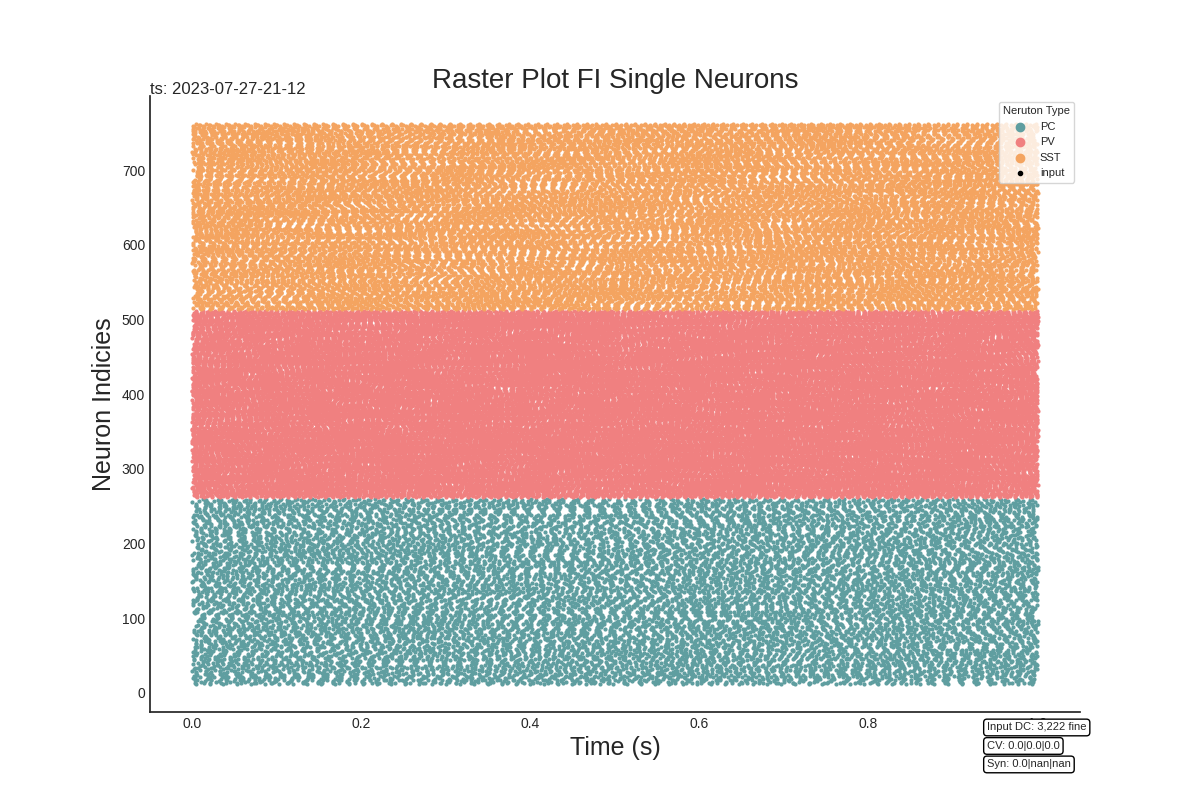 Raster Plot FI Single Neurons
ts: 2023-07-27-21-12
Neruton Type
PC
PV
SST
input
700
600
500
400
300
200
100
0
Neuron Indicies
0.0 0.2 0.4 0.6 0.8
Time (s)
Input DC: 3,222 fine
CV: 0.0|0.0|0.0
Syn: 0.0|nan|nan